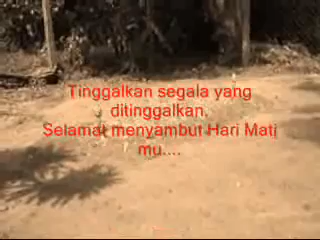 Tinggalkan segala yang
ditinggalkan.
Selamat menyambut Hari Mati
mu....